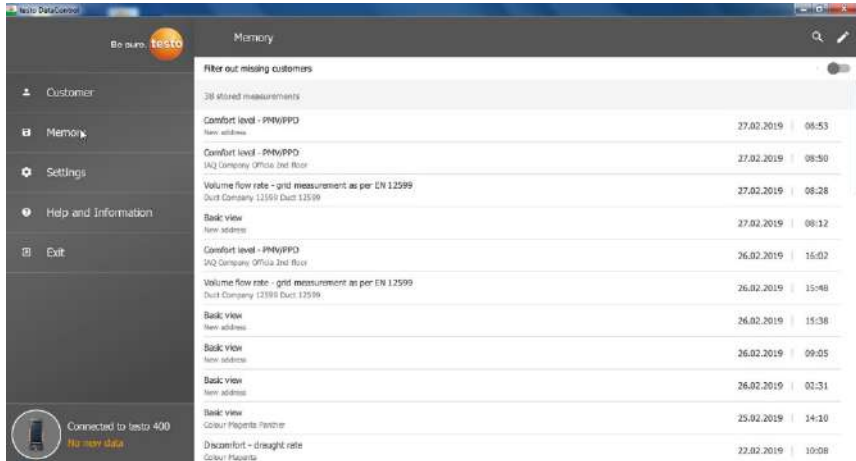 testo DataControl
Be sure. testo
Customer
Memory
Settings
Help and Information
Exit
Connected to testo 400
No new data
Memory
Filter out missing customers
38 stored measurements
Comfort level - PMV/PPD
New address
27.02.2019 08:53
Comfort level - PMV/PPD
IAQ Company Officia 2nd floor
27.02.2019 08:50
Volume flow rate - grid measurement as per EN 12599
Duct Company 12599 Duct 12599
27.02.2019 08:28
Basic view
New address
27.02.2019 08:12
Comfort level - PMV/PPD
IAQ Company Officia 2nd floor
26.02.2019 16:02
Volume flow rate - grid measurement as per EN 12599
Duct Company 12599 Duct 12599
26.02.2019 15:48
Basic view
New address
26.02.2019 15:38
Basic view
New address
26.02.2019 09:05
Basic view
New address
26.02.2019 02:31
Basic view
Colour Magenta Panther
25.02.2019 14:10
Discomfort - draught rate
Colour Magenta
22.02.2019 10:08